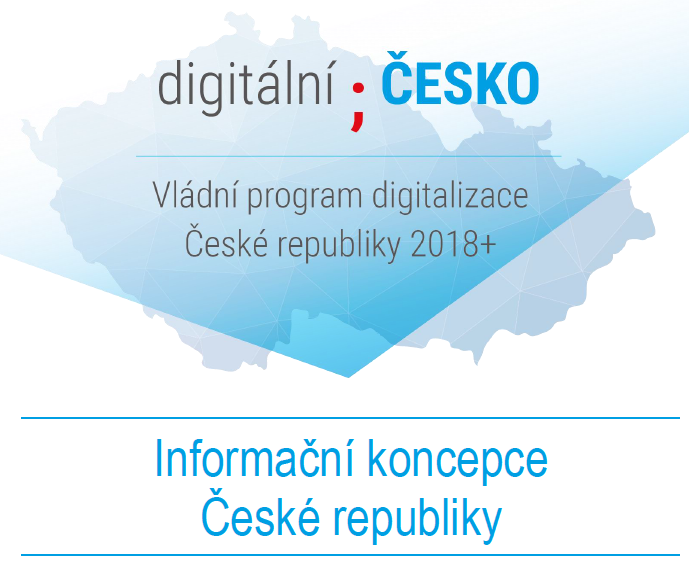 digitální ; ČESKO
Vládní program digitalizace
České republiky 2018+
Informační koncepce
České republiky